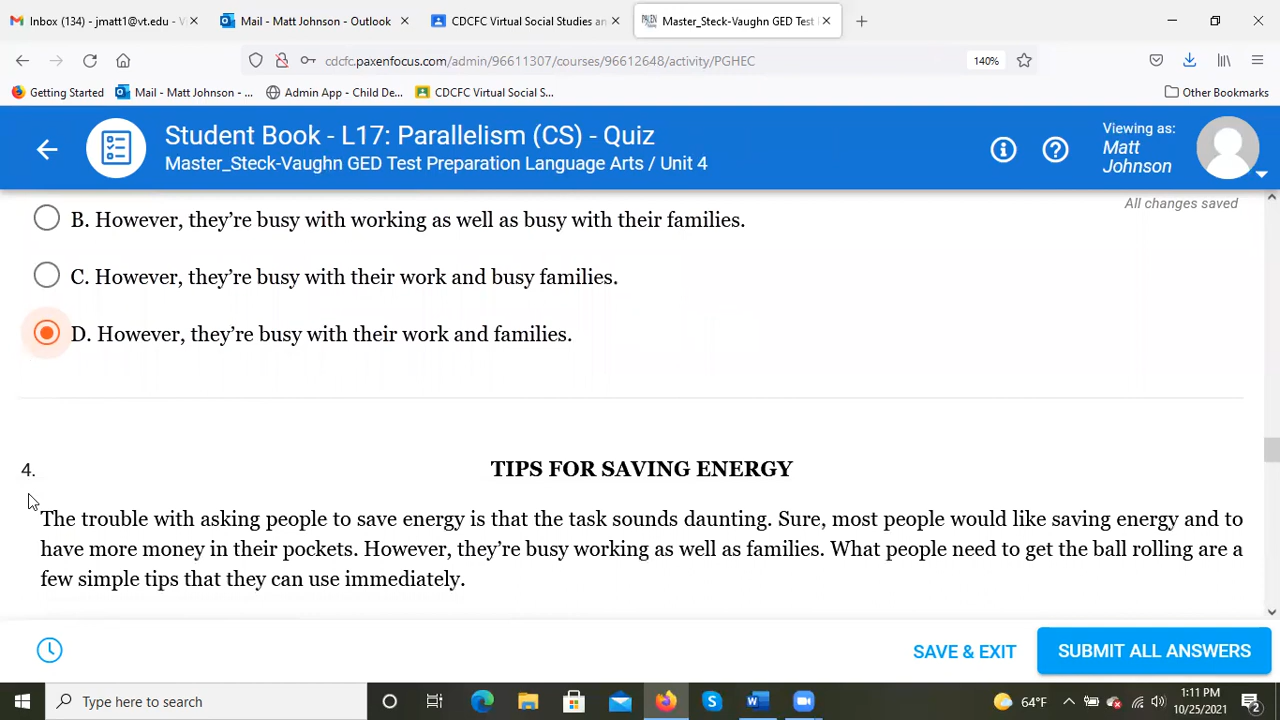 Inbox (134) - jmatt1@vt.edu - V
Mail - Matt Johnson - Outlook
CDCFC Virtual Social Studies an
PAXEN
Master_Steck-Vaughn GED Test
cdcfc.paxenfocus.com/admin/96611307/courses/96612648/activity/PGHEC
140%
Getting Started
Mail - Matt Johnson - ...
Admin App - Child De...
CDCFC Virtual Social S...
Other Bookmarks
Student Book - L17: Parallelism (CS) - Quiz
Master_Steck-Vaughn GED Test Preparation Language Arts / Unit 4
Viewing as:
Matt
Johnson
All changes saved
B. However, they're busy with working as well as busy with their families.
C. However, they're busy with their work and busy families.
D. However, they're busy with their work and families.
4.
TIPS FOR SAVING ENERGY
The trouble with asking people to save energy is that the task sounds daunting. Sure, most people would like saving energy and to
have more money in their pockets. However, they're busy working as well as families. What people need to get the ball rolling are a
few simple tips that they can use immediately.
SAVE & EXIT
SUBMIT ALL ANSWERS
Type here to search
64°F
1:11 PM
10/25/2021
2